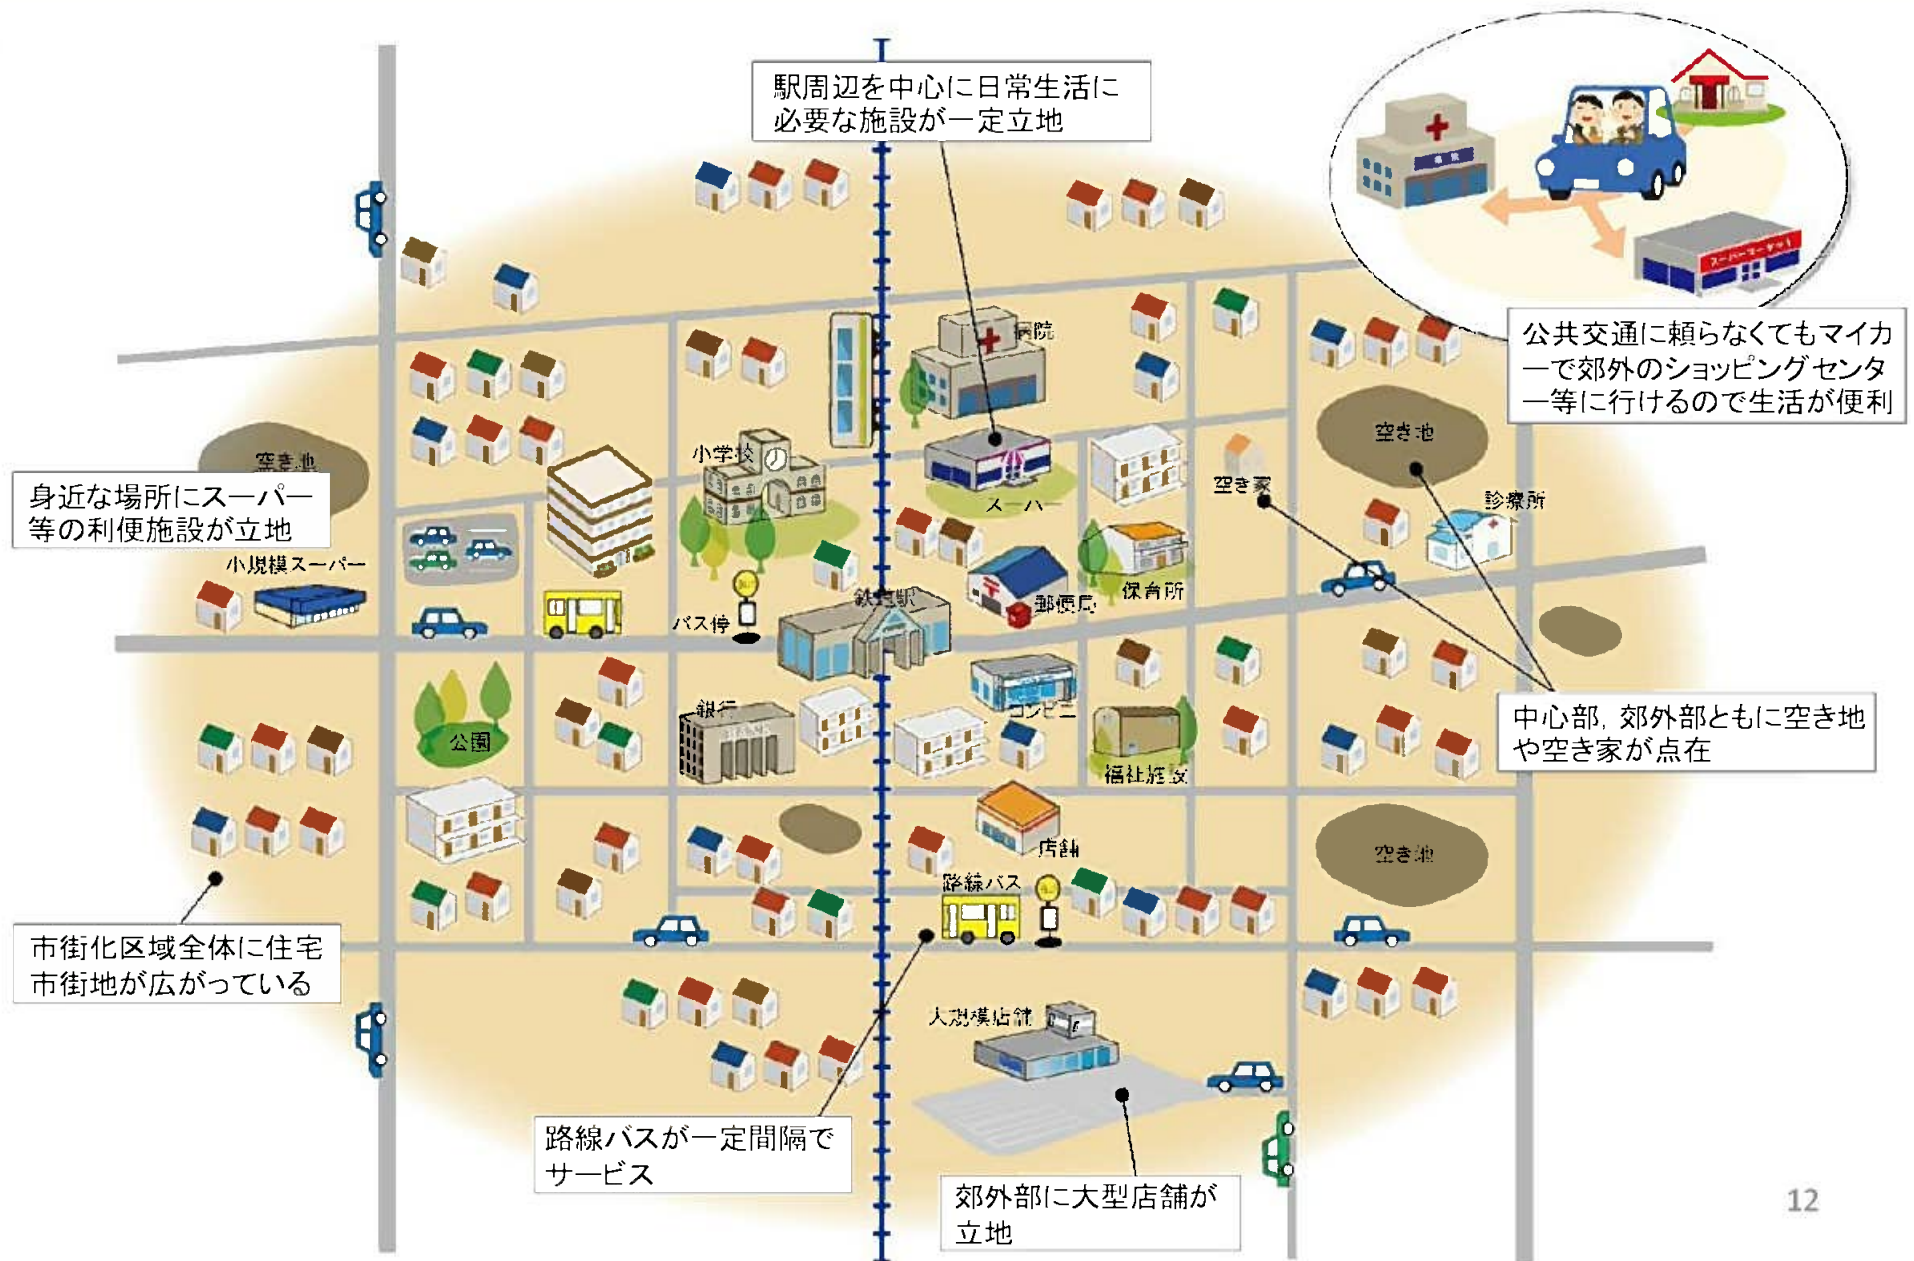 駅周辺を中心に日常生活に
必要な施設が一定立地
病院
スーパーマーケット
公共交通に頼らなくてもマイカ
ーで郊外のショッピングセンタ
ー等に行けるので生活が便利
病院
空き地
空き地
小学校
スーパー
空き家
診療所
身近な場所にスーパー
等の利便施設が立地
小規模スーパー
保育所
郵便局
鉄道駅
バス停
コンビニ
銀行
公園
福祉施設
中心部，郊外部ともに空き地
や空き家が点在
店舗
空き地
路線バス
市街化区域全体に住宅
市街地が広がっている
大規模店舗
路線バスが一定間隔で
サービス
郊外部に大型店舗が
立地
12